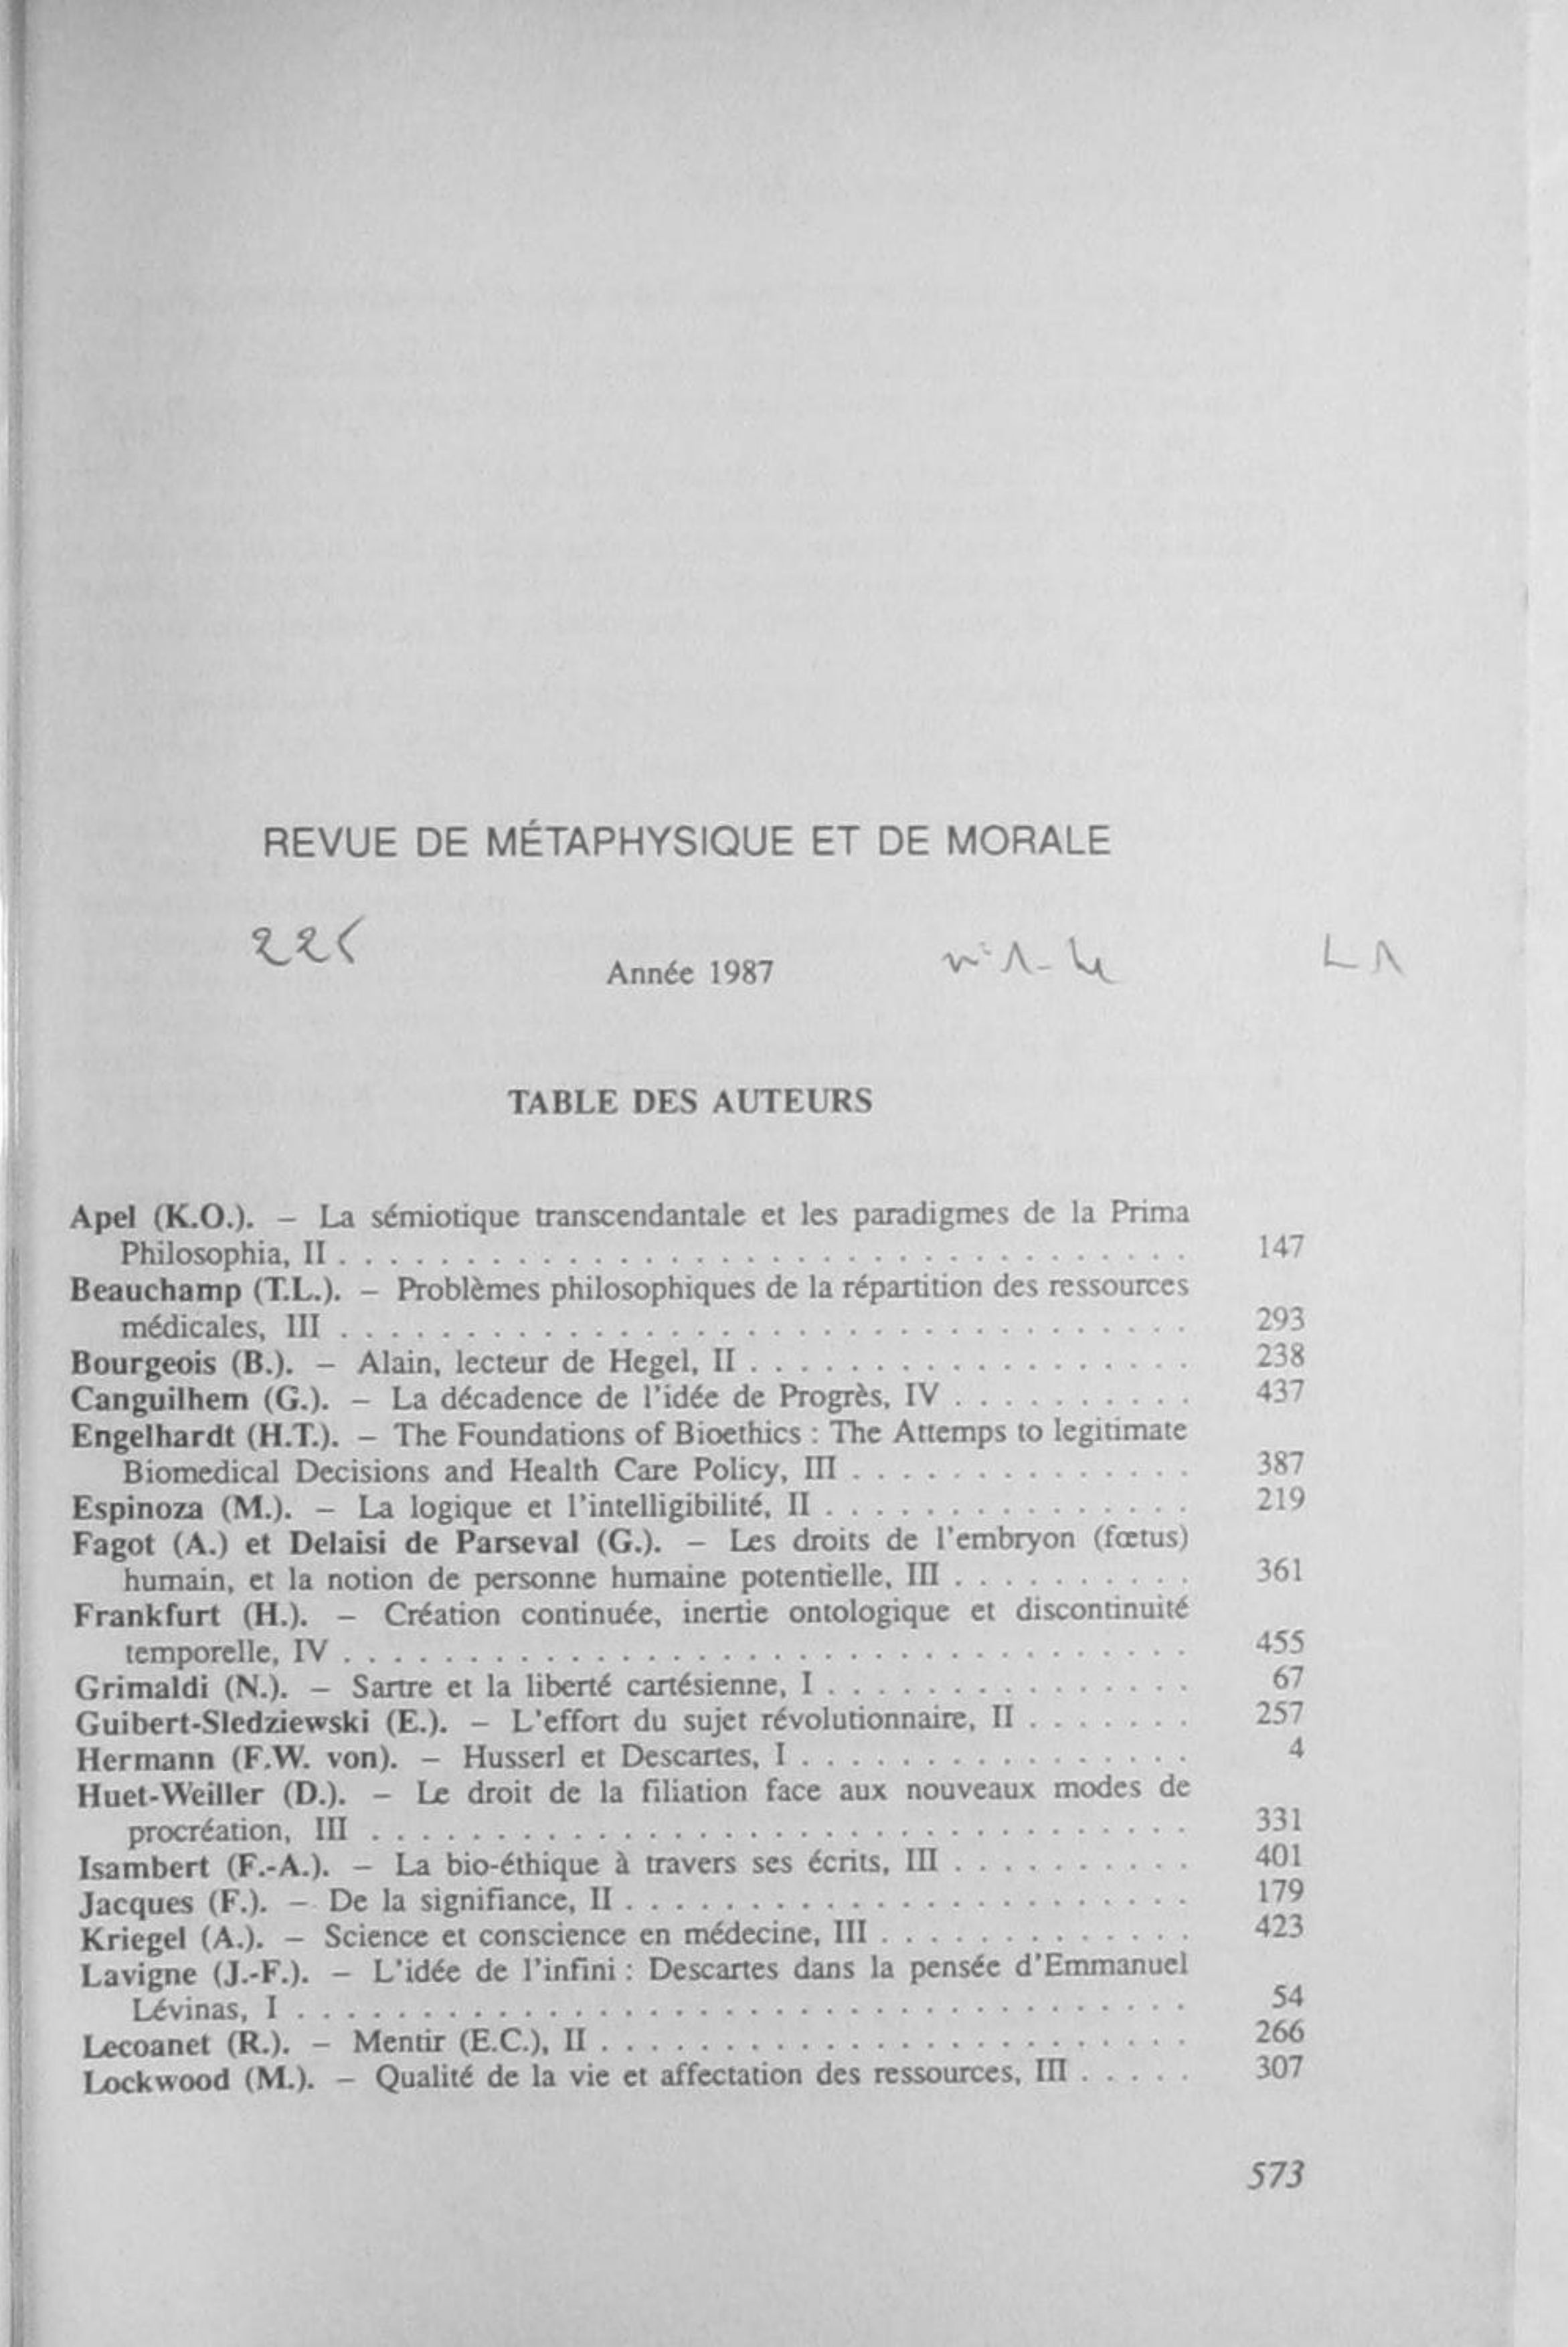 REVUE DE MÉTAPHYSIQUE ET DE MORALE
225
Année 1987
n° 1-4
TABLE DES AUTEURS
Apel (K.O.). – La sémiotique transcendantale et les paradigmes de la Prima
Philosophia, II . . . . . . . . . . . . . . . . . . . . . . . . . . . . . . . . . . 147
Beauchamp (T.L.). – Problèmes philosophiques de la répartition des ressources
médicales, III . . . . . . . . . . . . . . . . . . . . . . . . . . . . . . . . . . 293
Bourgeois (B.). – Alain, lecteur de Hegel, II . . . . . . . . . . . . . . . . . . 238
Canguilhem (G.). – La décadence de l'idée de Progrès, IV . . . . . . . . . . 437
Engelhardt (H.T.). – The Foundations of Bioethics : The Attemps to legitimate
Biomedical Decisions and Health Care Policy, III . . . . . . . . . . . . . . 387
Espinoza (M.). – La logique et l'intelligibilité, II . . . . . . . . . . . . . . . 219
Fagot (A.) et Delaisi de Parseval (G.). – Les droits de l'embryon (fœtus)
humain, et la notion de personne humaine potentielle, III . . . . . . . . . . 361
Frankfurt (H.). – Création continuée, inertie ontologique et discontinuité
temporelle, IV . . . . . . . . . . . . . . . . . . . . . . . . . . . . . . . . . . 455
Grimaldi (N.). – Sartre et la liberté cartésienne, I . . . . . . . . . . . . . . . 67
Guibert-Sledziewski (E.). – L'effort du sujet révolutionnaire, II . . . . . . . 257
Hermann (F.W. von). – Husserl et Descartes, I . . . . . . . . . . . . . . . . 4
Huet-Weiller (D.). – Le droit de la filiation face aux nouveaux modes de
procréation, III . . . . . . . . . . . . . . . . . . . . . . . . . . . . . . . . . 331
Isambert (F.-A.). – La bio-éthique à travers ses écrits, III . . . . . . . . . . 401
Jacques (F.). – De la signifiance, II . . . . . . . . . . . . . . . . . . . . . . . 179
Kriegel (A.). – Science et conscience en médecine, III . . . . . . . . . . . . . 423
Lavigne (J.-F.). – L'idée de l'infini : Descartes dans la pensée d'Emmanuel
Lévinas, I . . . . . . . . . . . . . . . . . . . . . . . . . . . . . . . . . . . . 54
Lecoanet (R.). – Mentir (E.C.), II . . . . . . . . . . . . . . . . . . . . . . . . 266
Lockwood (M.). – Qualité de la vie et affectation des ressources, III . . . . . 307
573